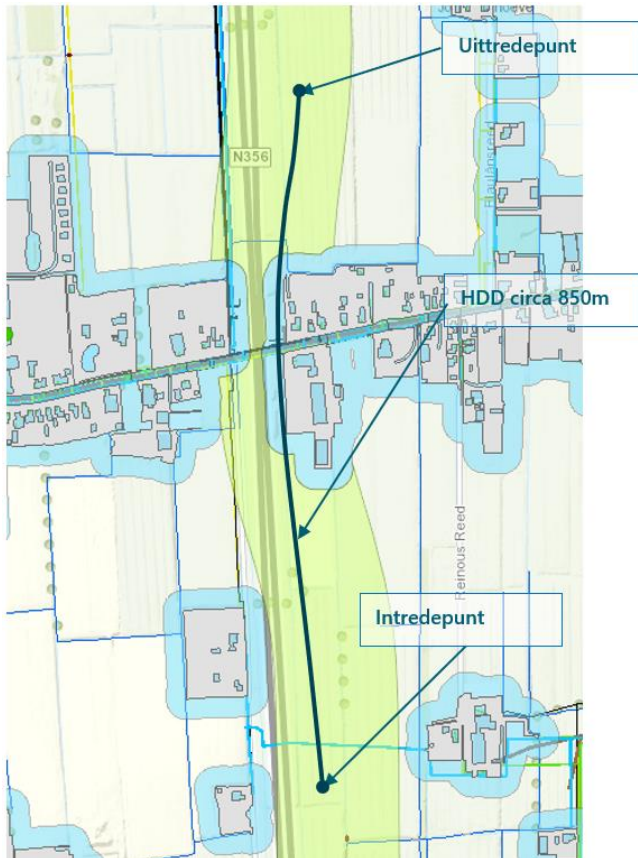 Uittredepunt
N356
HDD circa 850m
Reinous Reed
Intredepunt